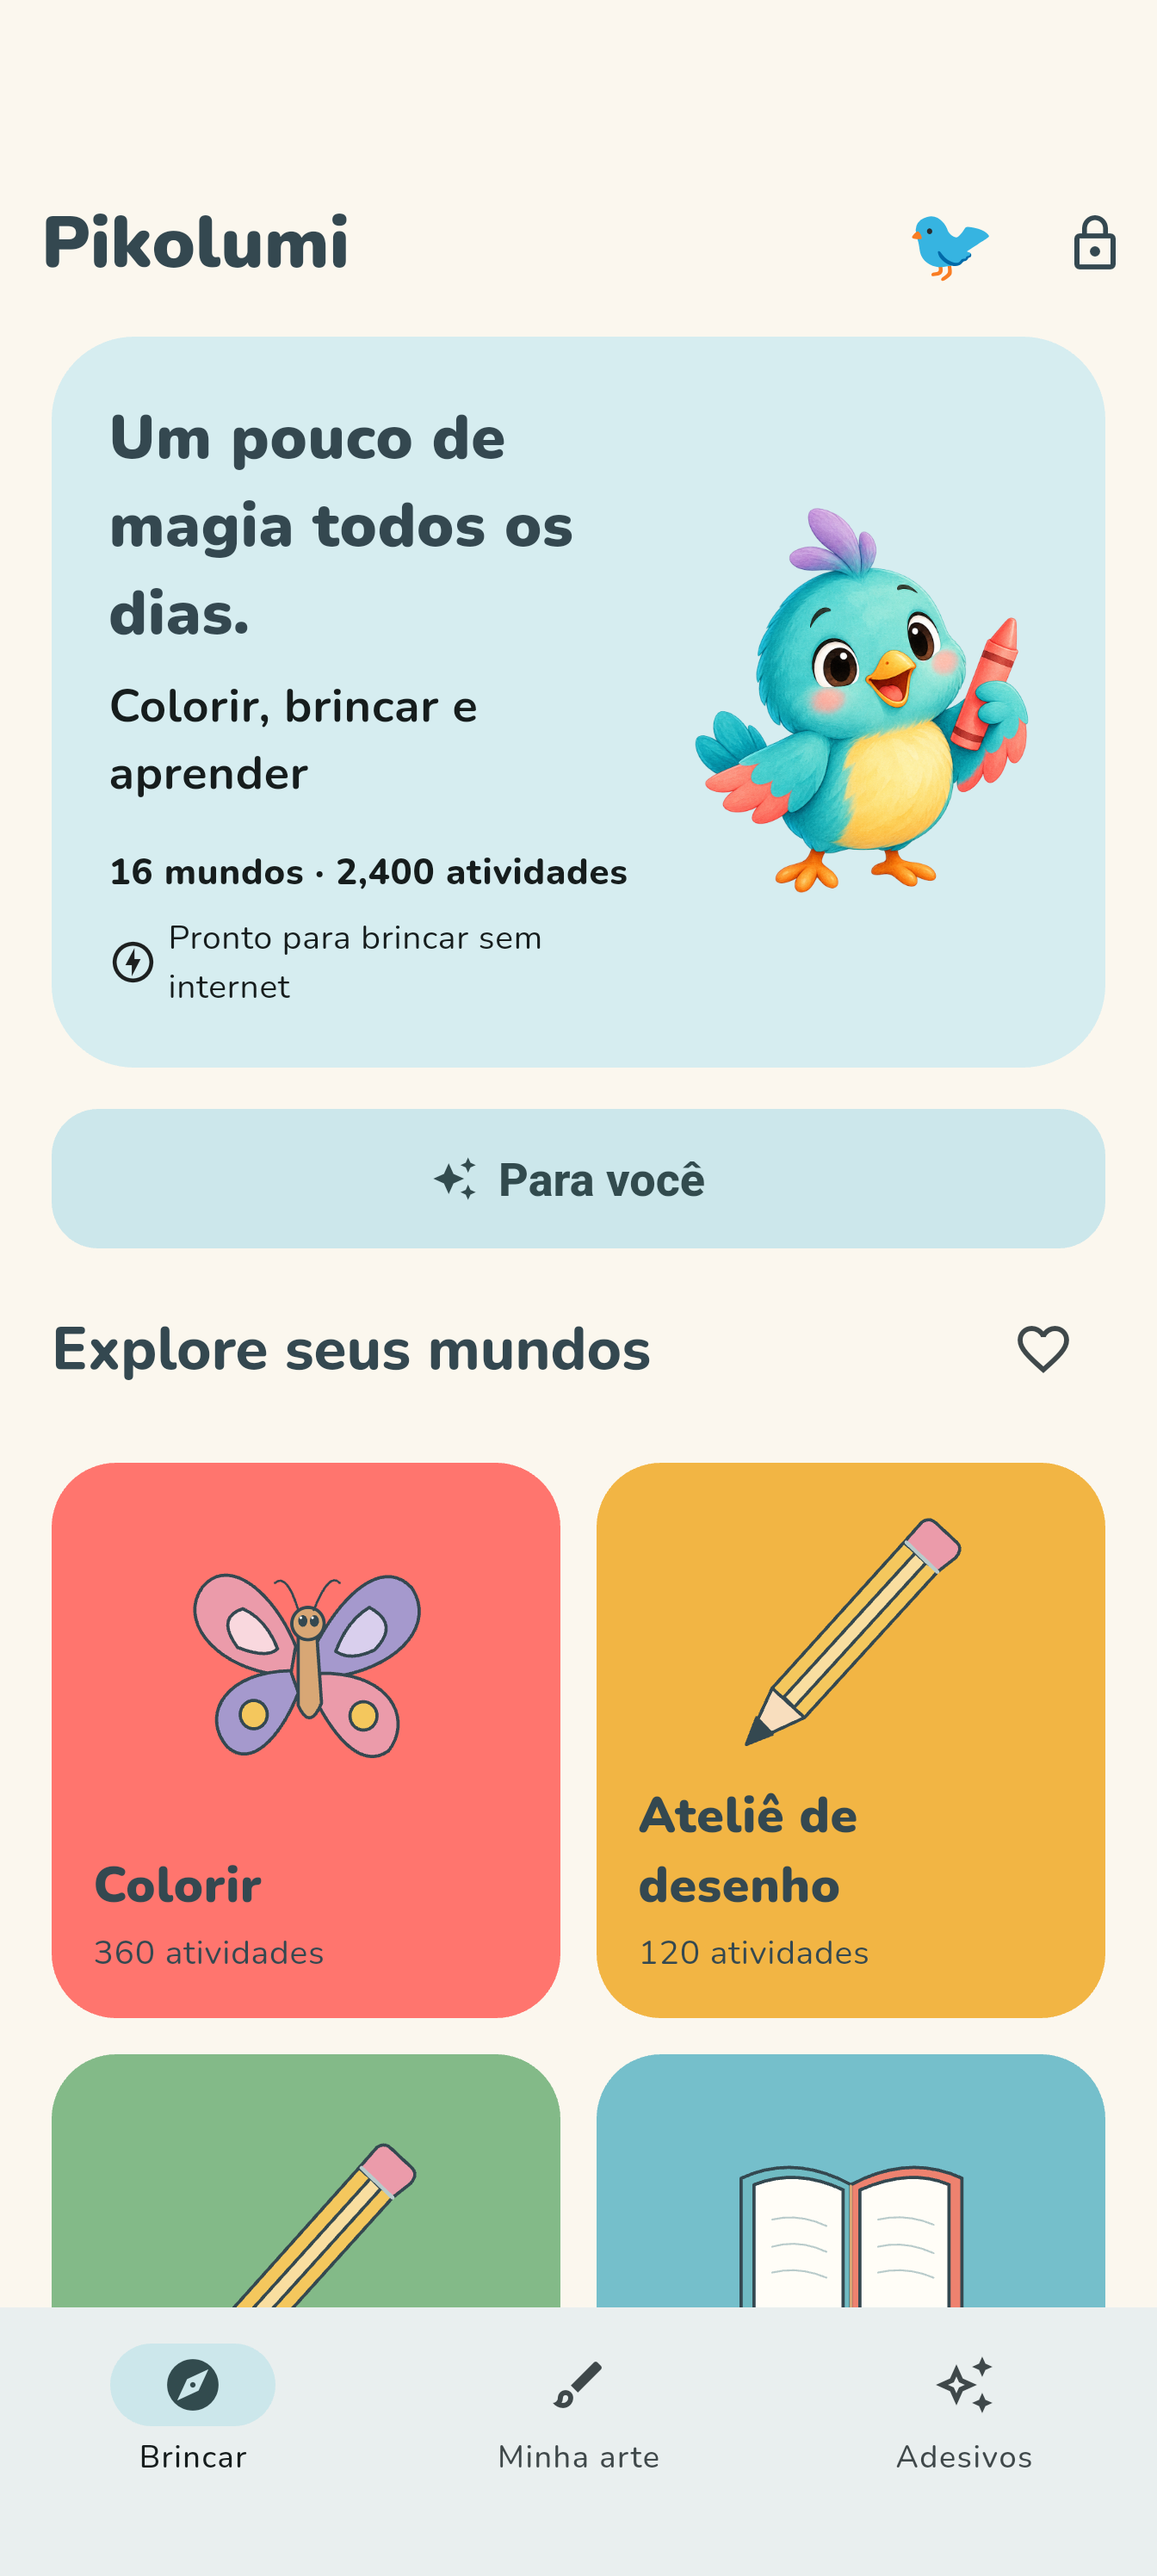 Pikolumi
Um pouco de
magia todos os
dias.
Colorir, brincar e
aprender
16 mundos · 2,400 atividades
Pronto para brincar sem
internet
Para você
Explore seus mundos
Colorir
360 atividades
Ateliê de
desenho
120 atividades
Brincar
Minha arte
Adesivos